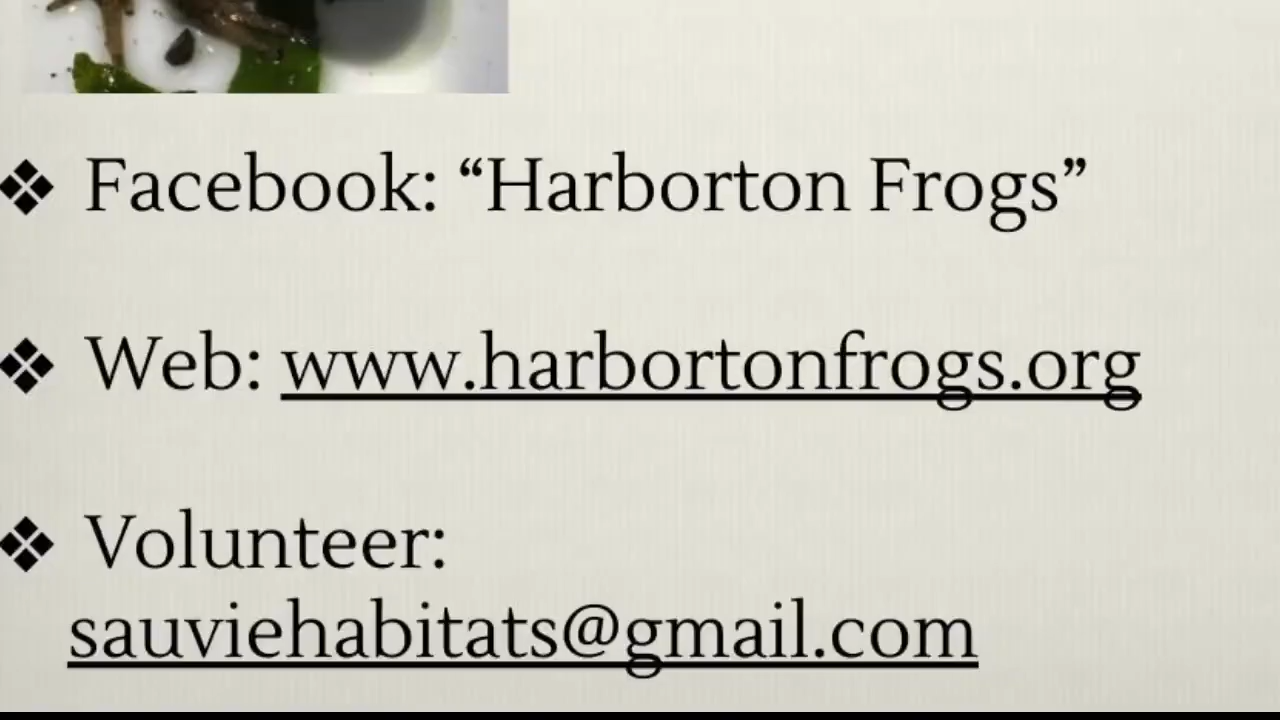 ❖ Facebook: “Harborton Frogs”
❖ Web: www.harbortonfrogs.org
❖ Volunteer:
sauviehabitats@gmail.com